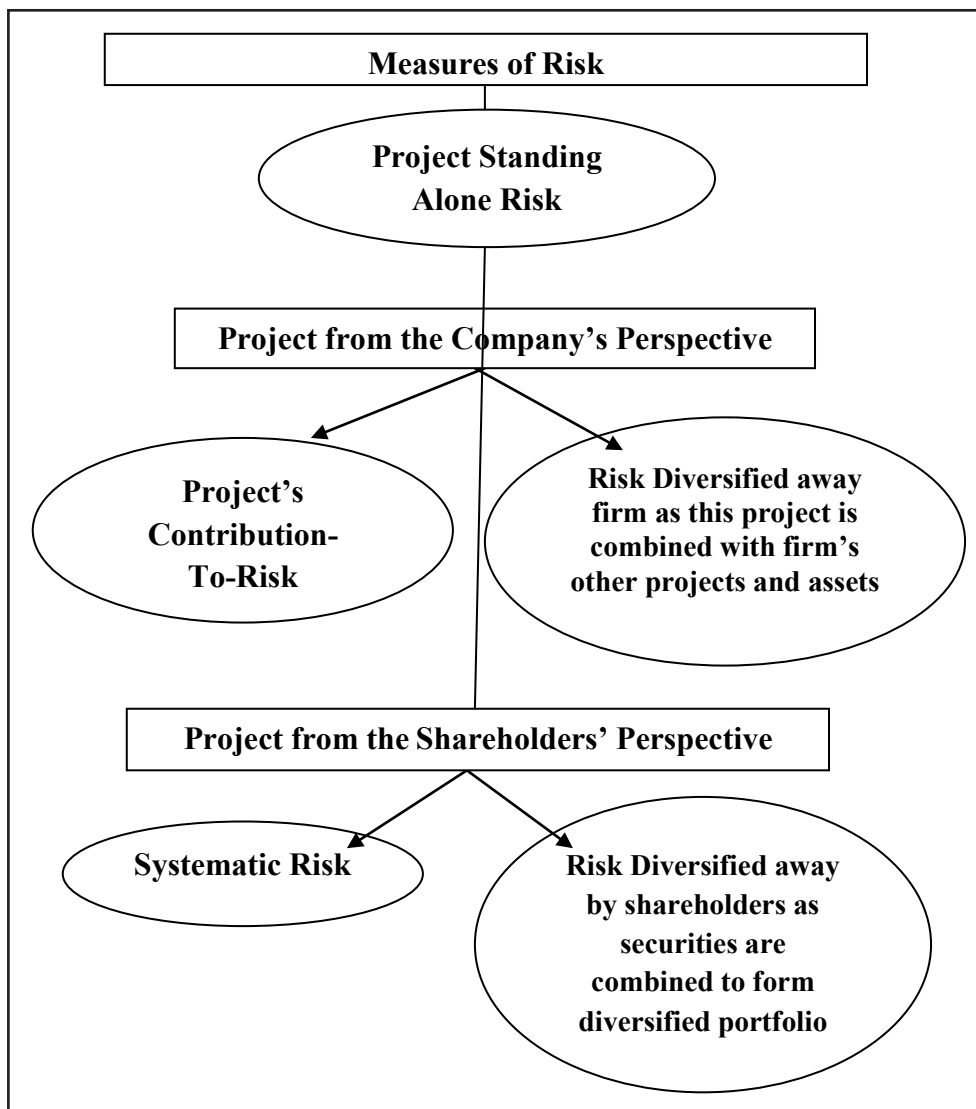 Measures of Risk
Project Standing
Alone Risk
Project from the Company’s Perspective
Project’s
Contribution-
To-Risk
Risk Diversified away
firm as this project is
combined with firm’s
other projects and assets
Project from the Shareholders’ Perspective
Systematic Risk
Risk Diversified away
by shareholders as
securities are
combined to form
diversified portfolio